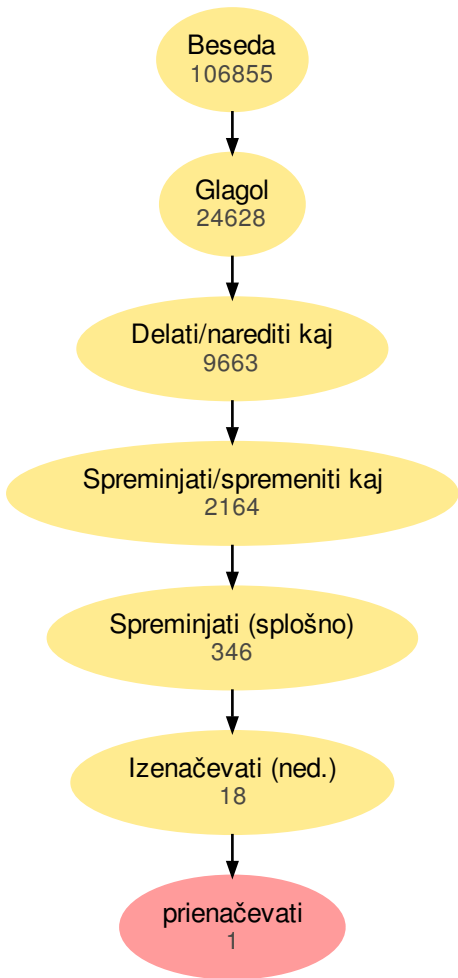 Beseda
106855
Glagol
24628
Delati/narediti kaj
9663
Spreminjati/spremeniti kaj
2164
Spreminjati (splošno)
346
Izenačevati (ned.)
18
prienačevati
1